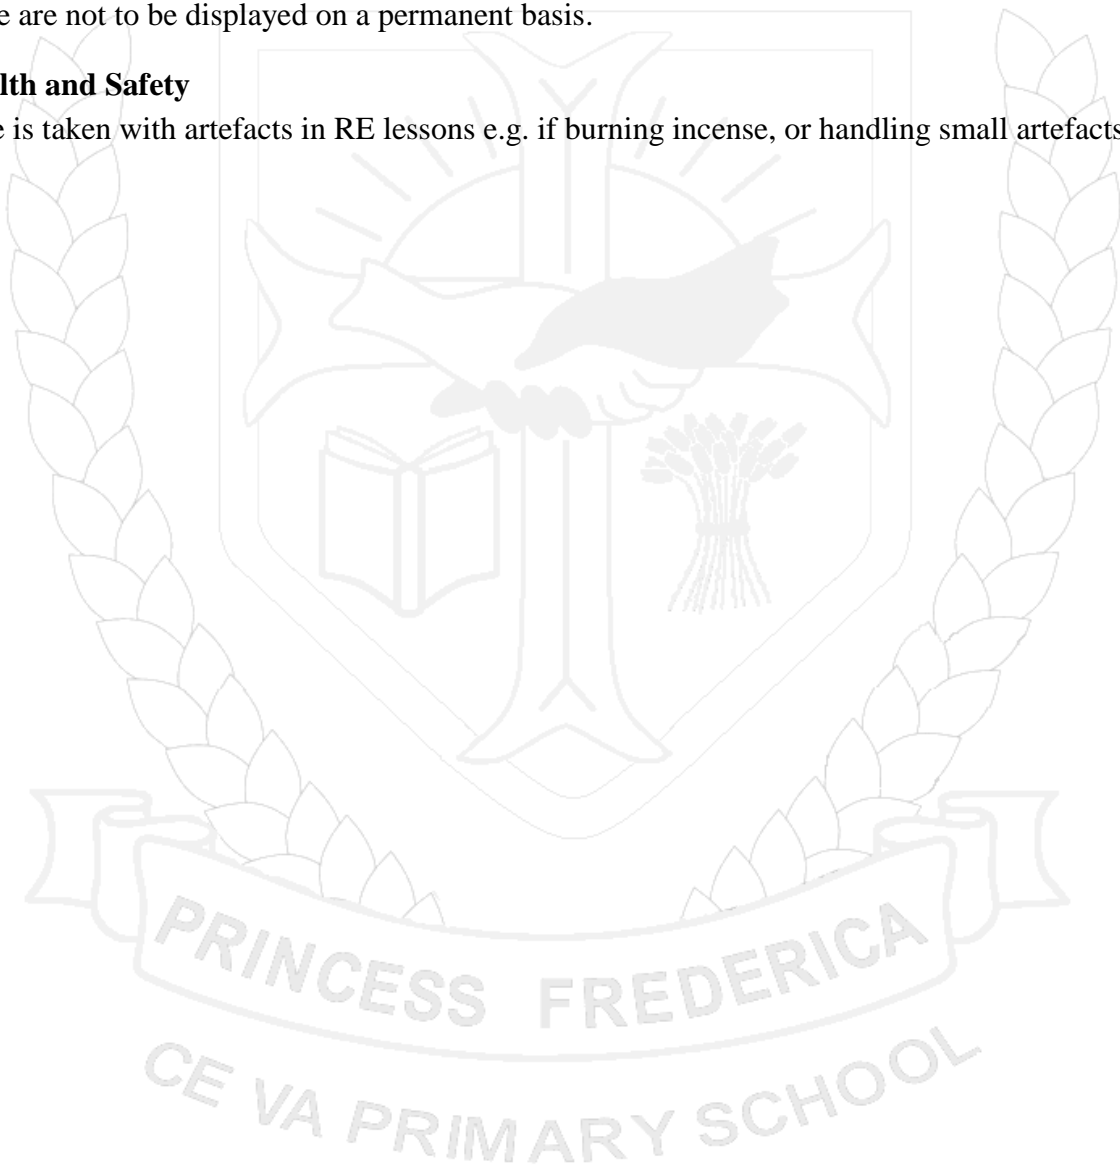 e are not to be displayed on a permanent basis.
lth and Safety
e is taken with artefacts in RE lessons e.g. if burning incense, or handling small artefacts
PRINCESS FREDERICA
CE VA PRIMARY SCHOOL